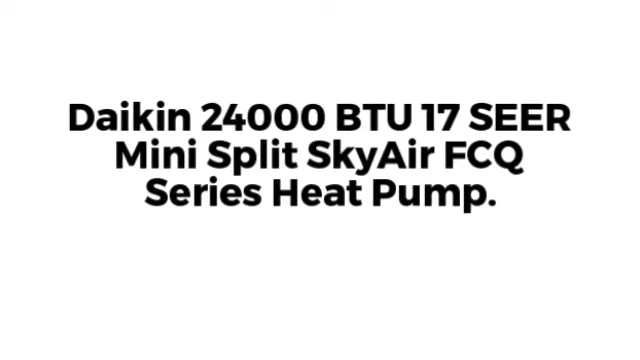 Daikin 24000 BTU 17 SEER
Mini Split SkyAir FCQ
Series Heat Pump.